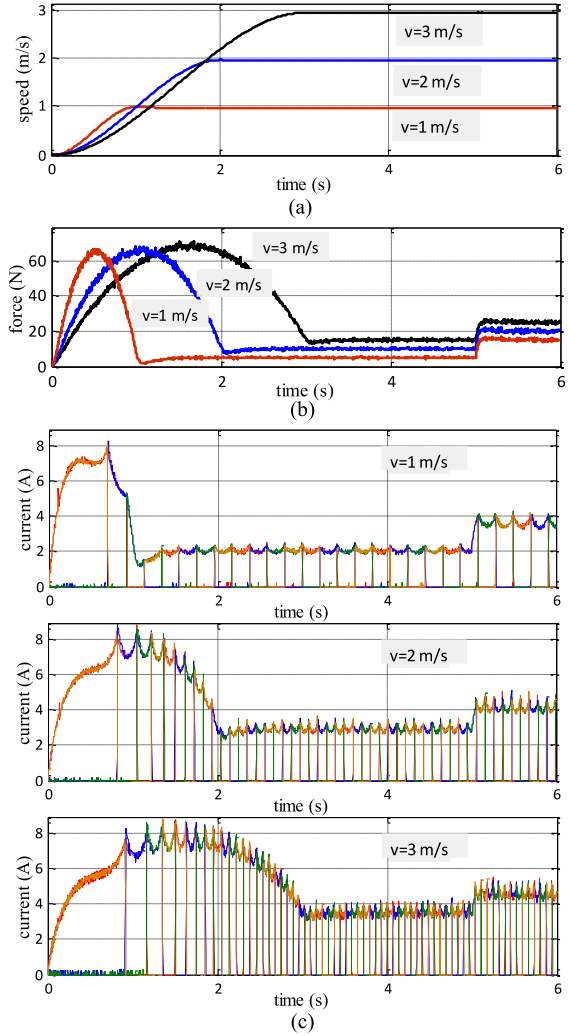 3
v=3 m/s
2
v=2 m/s
1
v=1 m/s
0
speed (m/s)
0 2 4 6
time (s)
(a)
60
v=3 m/s
40
v=2 m/s
v=1 m/s
20
0
force (N)
0 2 4 6
time (s)
(b)
8
v=1 m/s
6
4
2
0
current (A)
0 2 4 6
time (s)
8
v=2 m/s
6
4
2
0
current (A)
0 2 4 6
time (s)
8
v=3 m/s
6
4
2
0
current (A)
0 2 4 6
time (s)
(c)